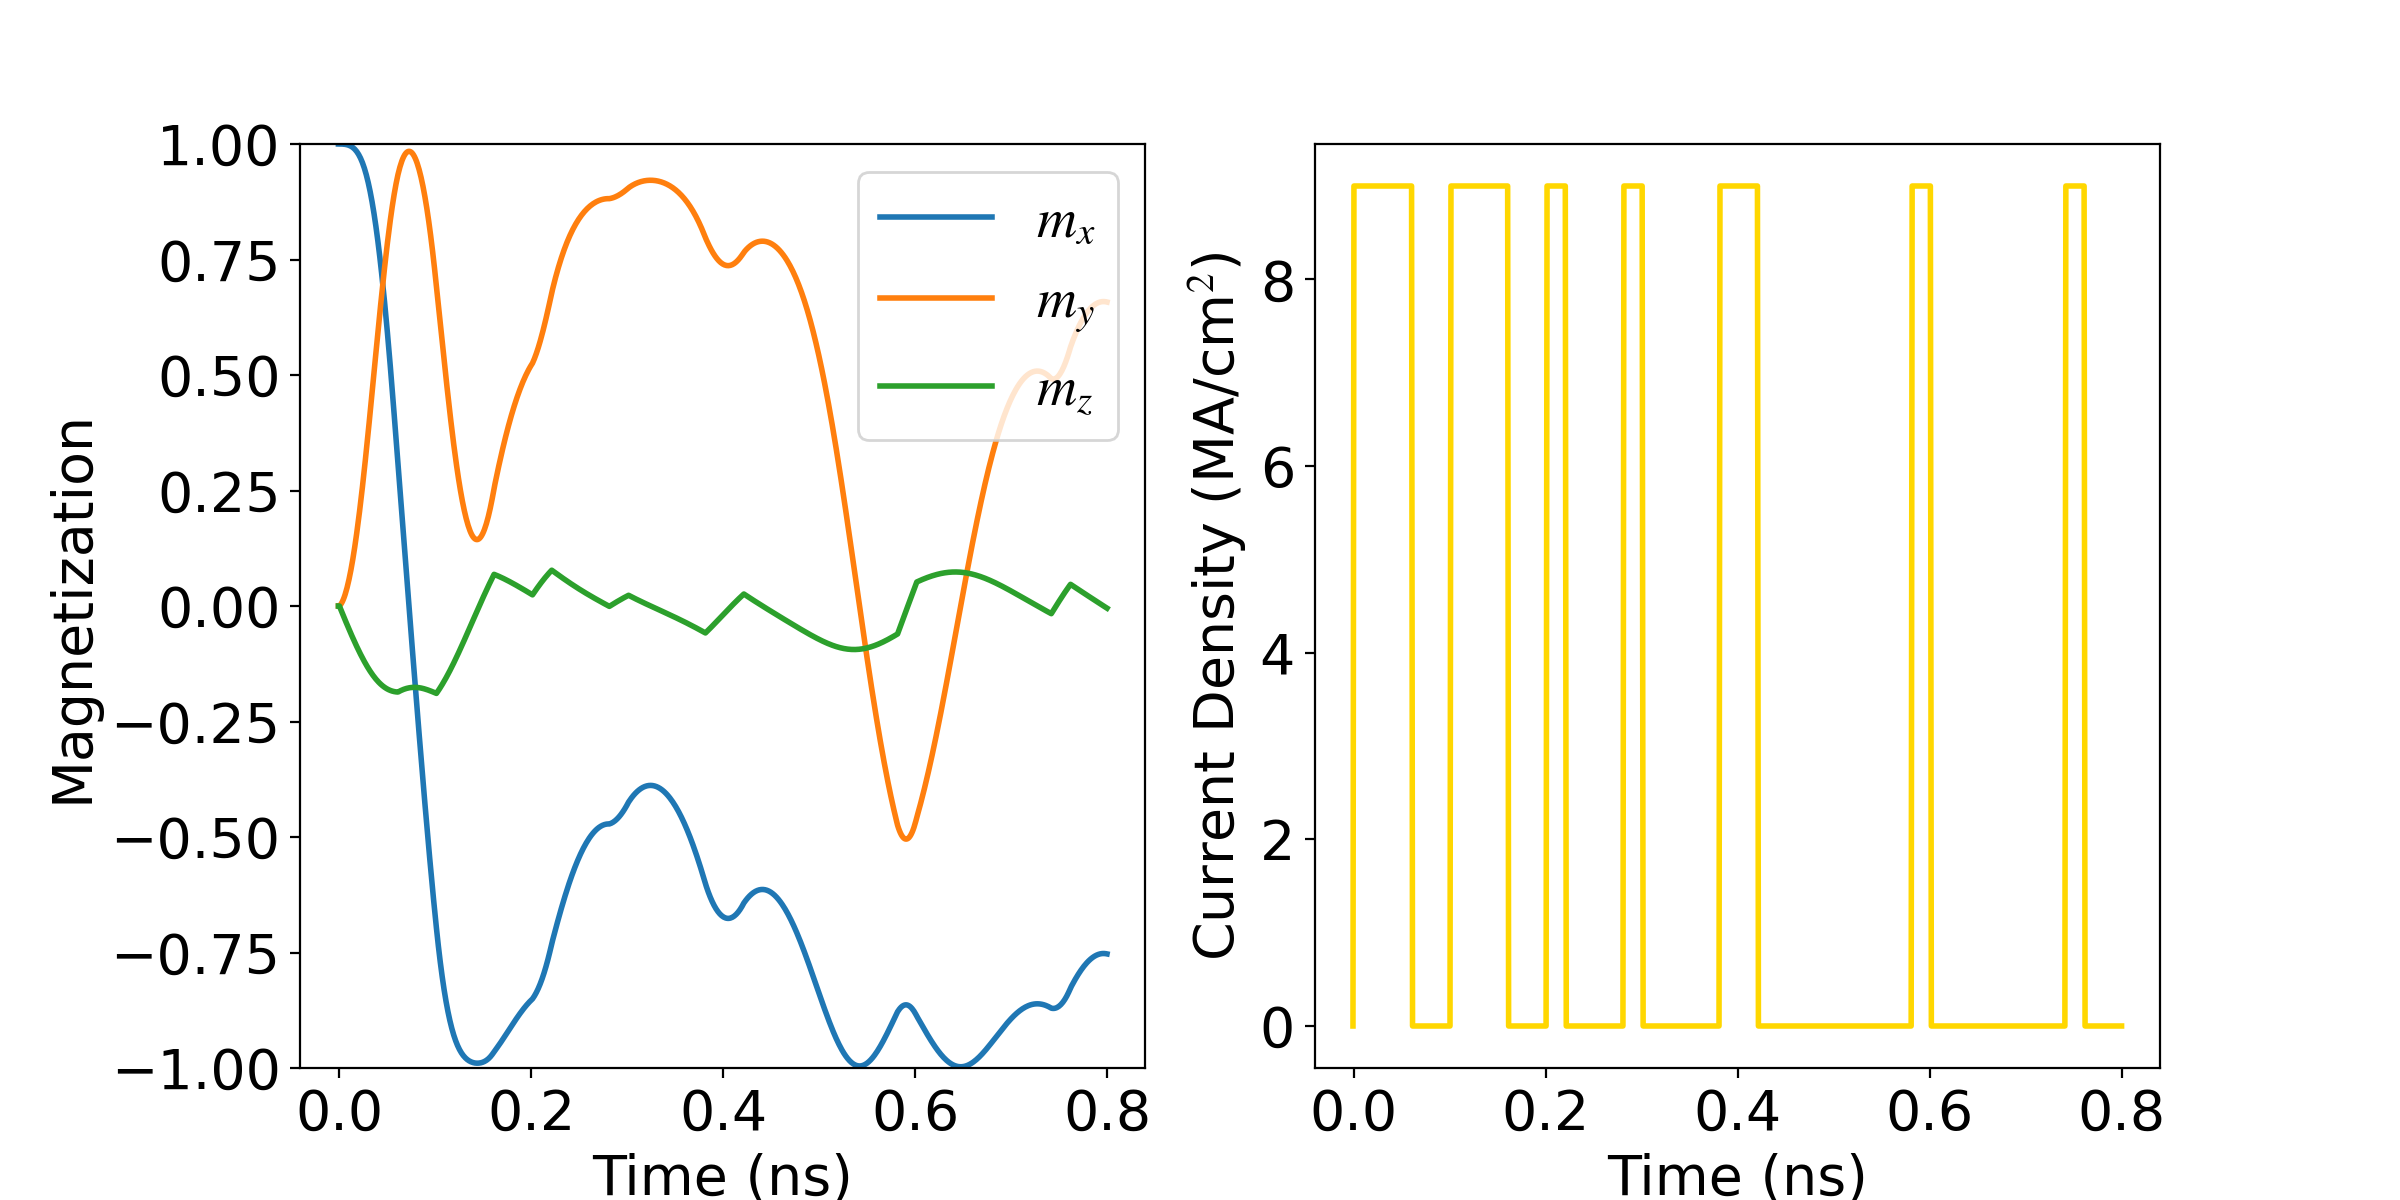 1.00
0.75
0.50
0.25
0.00
−0.25
−0.50
−0.75
−1.00
Magnetization
0.0 0.2 0.4 0.6 0.8
Time (ns)
m_x
m_y
m_z
8
6
4
2
0
Current Density (MA/cm²)
0.0 0.2 0.4 0.6 0.8
Time (ns)